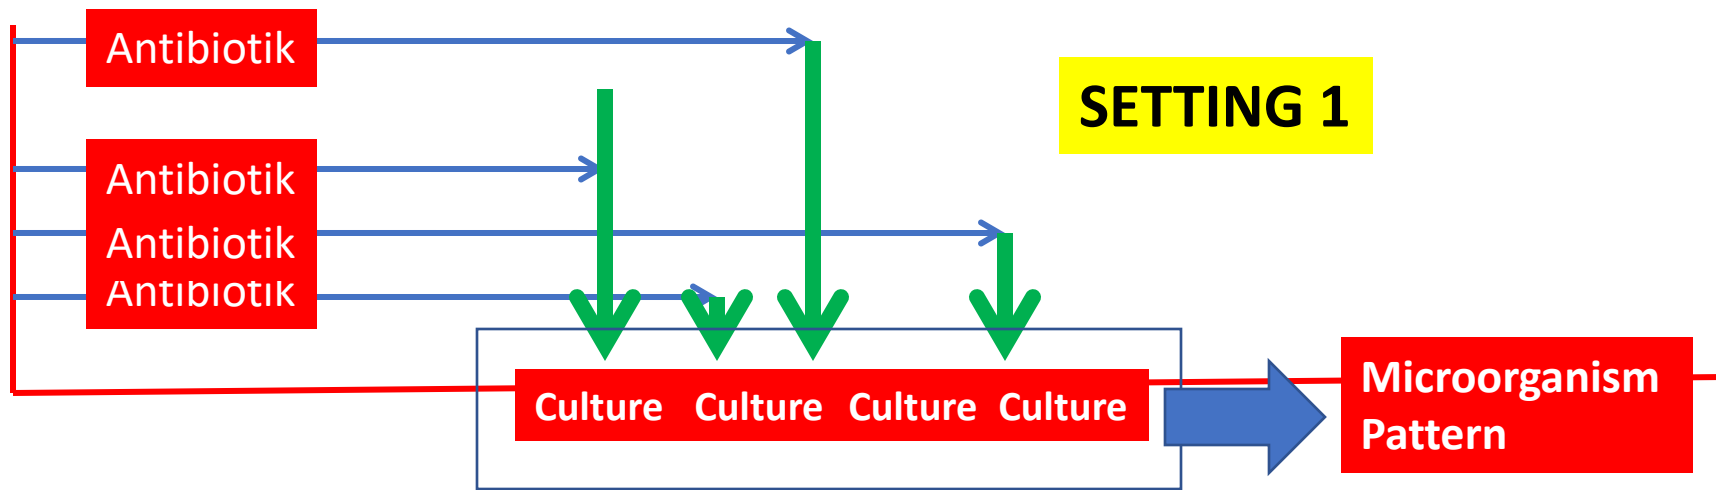 Antibiotik
SETTING 1
Antibiotik
Antibiotik
Antibiotik
Culture Culture Culture Culture
Microorganism
Pattern